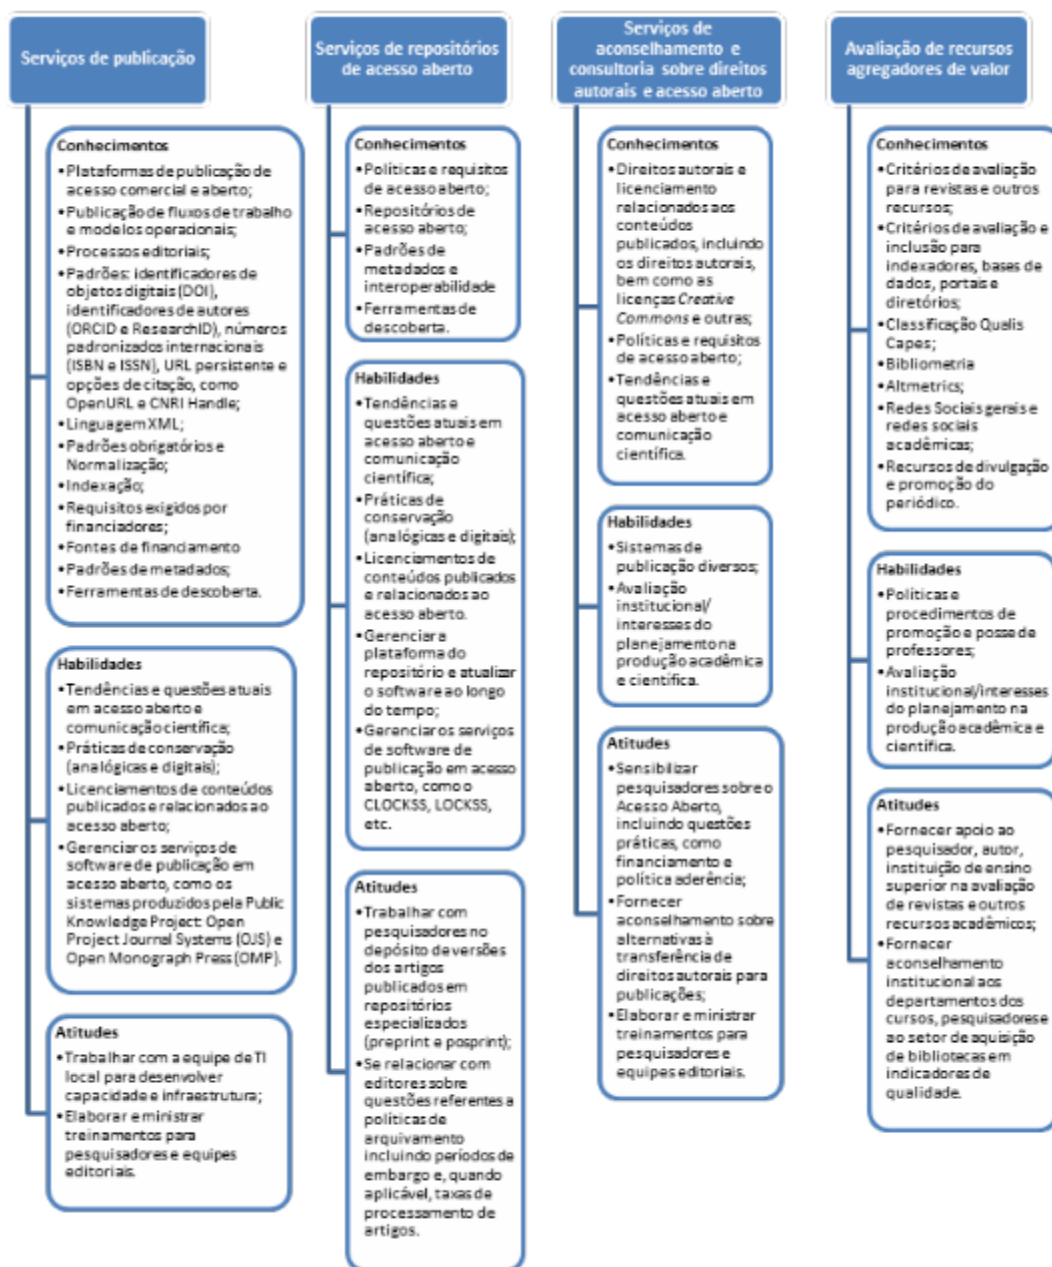 Serviços de publicação
Conhecimentos
•Plataformas de publicação de
acesso comercial e aberto;
•Publicação de fluxos de trabalho
e modelos operacionais;
•Processos editoriais;
•Padrões: identificadores de
objetos digitais (DOI),
identificadores de autores
(ORCID e ResearchID), números
padronizados internacionais
(ISBN e ISSN), URL persistente e
opções de citação, como
OpenURL e CNRI Handle;
•Linguagem XML;
•Padrões obrigatórios e
Normalização;
•Indexação;
•Requisitos exigidos por
financiadores;
•Fontes de financiamento
•Padrões de metadados;
•Ferramentas de descoberta.
Habilidades
•Tendências e questões atuais
em acesso aberto e
comunicação científica;
•Práticas de conservação
(analógicas e digitais);
•Licenciamentos de conteúdos
publicados e relacionados ao
acesso aberto;
•Gerenciar os serviços de
software de publicação em
acesso aberto, como os
sistemas produzidos pela Public
Knowledge Project: Open
Project Journal Systems (OJS) e
Open Monograph Press (OMP).
Atitudes
•Trabalhar com a equipe de TI
local para desenvolver
capacidade e infraestrutura;
•Elaborar e ministrar
treinamentos para
pesquisadores e equipes
editoriais.
Serviços de repositórios
de acesso aberto
Conhecimentos
•Políticas e requisitos
de acesso aberto;
•Repositórios de
acesso aberto;
•Padrões de
metadados e
interoperabilidade
•Ferramentas de
descoberta.
Habilidades
•Tendências e
questões atuais em
acesso aberto e
comunicação
científica;
•Práticas de
conservação
(analógicas e digitais);
•Licenciamentos de
conteúdos publicados
e relacionados ao
acesso aberto.
•Gerenciar a
plataforma do
repositório e atualizar
o software ao longo
do tempo;
•Gerenciar os serviços
de software de
publicação em acesso
aberto, como o
CLOCKSS, LOCKSS,
etc.
Atitudes
•Trabalhar com
pesquisadores no
depósito de versões
dos artigos
publicados em
repositórios
especializados
(preprint e posprint);
•Se relacionar com
editores sobre
questões referentes a
políticas de
arquivamento
incluindo períodos de
embargo e, quando
aplicável, taxas de
processamento de
artigos.
Serviços de
aconselhamento e
consultoria sobre direitos
autorais e acesso aberto
Conhecimentos
•Direitos autorais e
licenciamento
relacionados aos
conteúdos
publicados, incluindo
os direitos autorais,
bem como as
licenças Creative
Commons e outras;
•Políticas e requisitos
de acesso aberto;
•Tendências e
questões atuais em
acesso aberto e
comunicação
científica.
Habilidades
•Sistemas de
publicação diversos;
•Avaliação
institucional/
interesses do
planejamento na
produção acadêmica
e científica.
Atitudes
•Sensibilizar
pesquisadores sobre o
Acesso Aberto,
incluindo questões
práticas, como
financiamento e
política aderência;
•Fornecer
aconselhamento sobre
alternativas à
transferência de
direitos autorais para
publicações;
•Elaborar e ministrar
treinamentos para
pesquisadores e
equipes editoriais.
Avaliação de recursos
agregadores de valor
Conhecimentos
•Critérios de avaliação
para revistas e outros
recursos;
•Critérios de avaliação e
inclusão para
indexadores, bases de
dados, portais e
diretórios;
•Classificação Qualis
Capes;
•Bibliometria
•Altmetrics;
•Redes Sociais gerais e
redes sociais
acadêmicas;
•Recursos de divulgação
e promoção do
periódico.
Habilidades
•Políticas e
procedimentos de
promoção e posse de
professores;
•Avaliação
institucional/interesses
do planejamento na
produção acadêmica e
científica.
Atitudes
•Fornecer apoio ao
pesquisador, autor,
instituição de ensino
superior na avaliação
de revistas e outros
recursos acadêmicos;
•Fornecer
aconselhamento
institucional aos
departamentos dos
cursos, pesquisadores e
ao setor de aquisição
de bibliotecas em
indicadores de
qualidade.